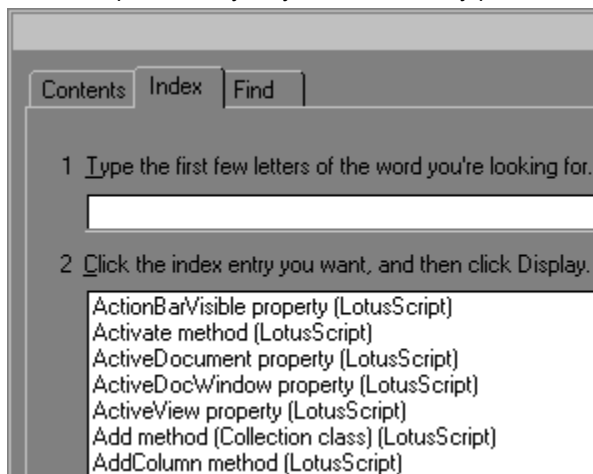 Contents Index Find
1 Type the first few letters of the word you're looking for.
2 Click the index entry you want, and then click Display.
ActionBarVisible property (LotusScript)
Activate method (LotusScript)
ActiveDocument property (LotusScript)
ActiveDocWindow property (LotusScript)
ActiveView property (LotusScript)
Add method (Collection class) (LotusScript)
AddColumn method (LotusScript)